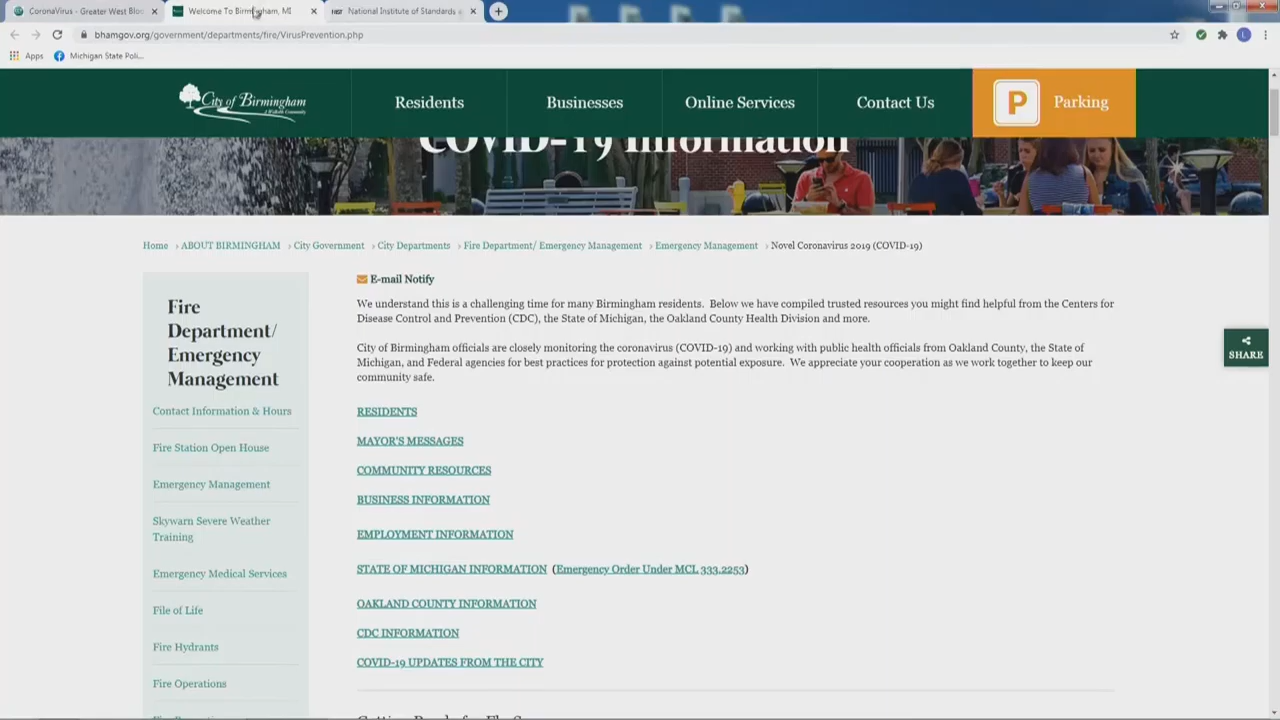 CoronaVirus - Greater West Bloo
Welcome To Birmingham, MI
NIST National Institute of Standards
bhamgov.org/government/departments/fire/VirusPrevention.php
L
Apps
Michigan State Poli...
City of Birmingham
Residents
Businesses
Online Services
Contact Us
P
Parking
COVID-19 Information
Home › ABOUT BIRMINGHAM › City Government › City Departments › Fire Department/ Emergency Management › Emergency Management › Novel Coronavirus 2019 (COVID-19)
Fire
Department/
Emergency
Management
Contact Information & Hours
Fire Station Open House
Emergency Management
Skywarn Severe Weather
Training
Emergency Medical Services
File of Life
Fire Hydrants
Fire Operations
E-mail Notify
We understand this is a challenging time for many Birmingham residents. Below we have compiled trusted resources you might find helpful from the Centers for
Disease Control and Prevention (CDC), the State of Michigan, the Oakland County Health Division and more.
City of Birmingham officials are closely monitoring the coronavirus (COVID-19) and working with public health officials from Oakland County, the State of
Michigan, and Federal agencies for best practices for protection against potential exposure. We appreciate your cooperation as we work together to keep our
community safe.
RESIDENTS
MAYOR'S MESSAGES
COMMUNITY RESOURCES
BUSINESS INFORMATION
EMPLOYMENT INFORMATION
STATE OF MICHIGAN INFORMATION (Emergency Order Under MCL 333.2253)
OAKLAND COUNTY INFORMATION
CDC INFORMATION
COVID-19 UPDATES FROM THE CITY
SHARE